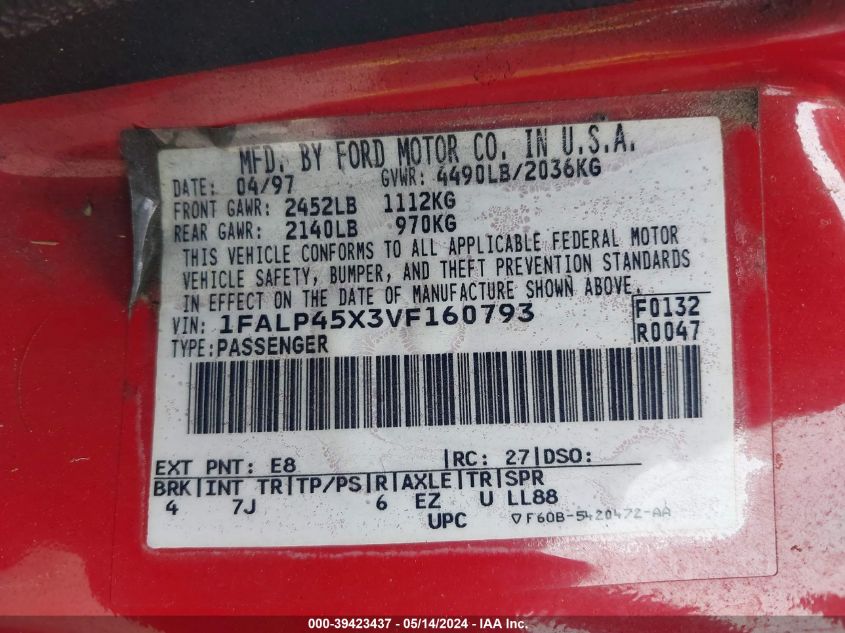 MFD. BY FORD MOTOR CO. IN U.S.A.
DATE: 04/97 GVWR: 4490LB/2036KG
FRONT GAWR: 2452LB 1112KG
REAR GAWR: 2140LB 970KG
THIS VEHICLE CONFORMS TO ALL APPLICABLE FEDERAL MOTOR
VEHICLE SAFETY, BUMPER, AND THEFT PREVENTION STANDARDS
IN EFFECT ON THE DATE OF MANUFACTURE SHOWN ABOVE.
VIN: 1FALP45X3VF160793 F0132
TYPE: PASSENGER R0047
EXT PNT: E8 RC: 27 DSO:
BRK INT TR TP/PS R AXLE TR SPR
4 7J 6 EZ U LL88
UPC ▽F60B-5420472-AA
000-39423437 - 05/14/2024 - IAA Inc.